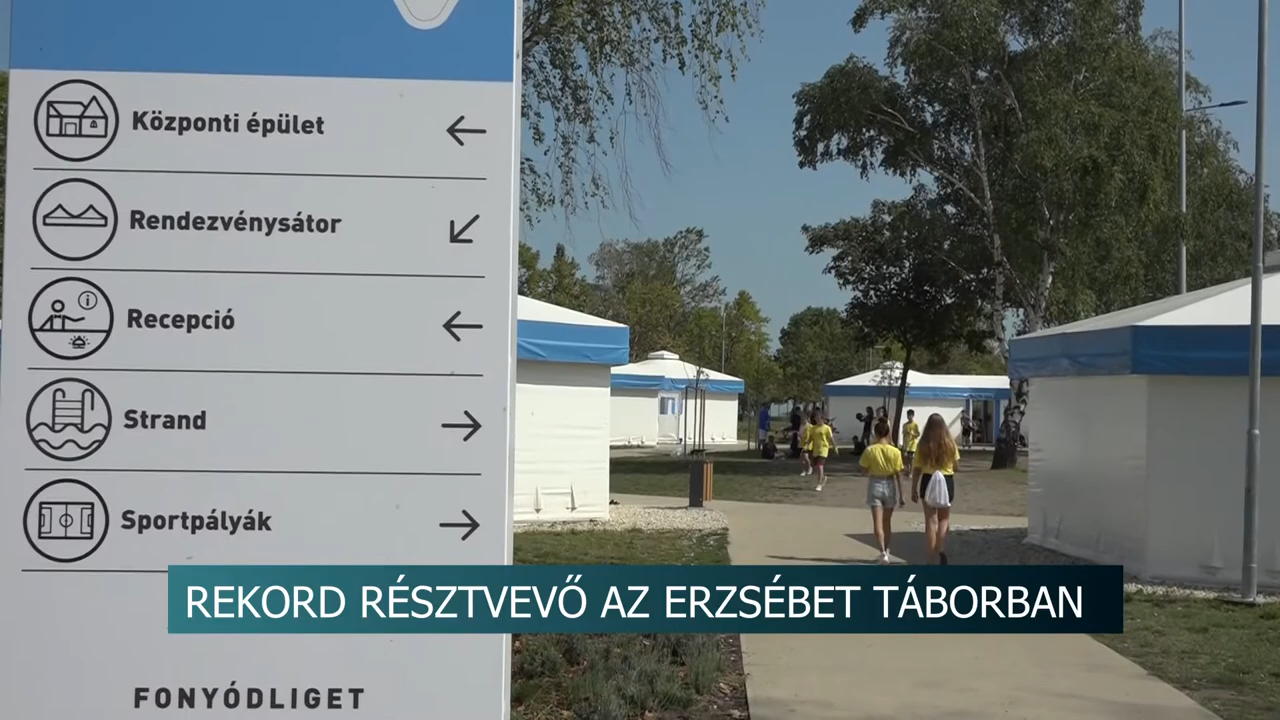 Központi épület
Rendezvénysátor
Recepció
Strand
Sportpályák
REKORD RÉSZTVEVŐ AZ ERZSÉBET TÁBORBAN
FONYÓDLIGET